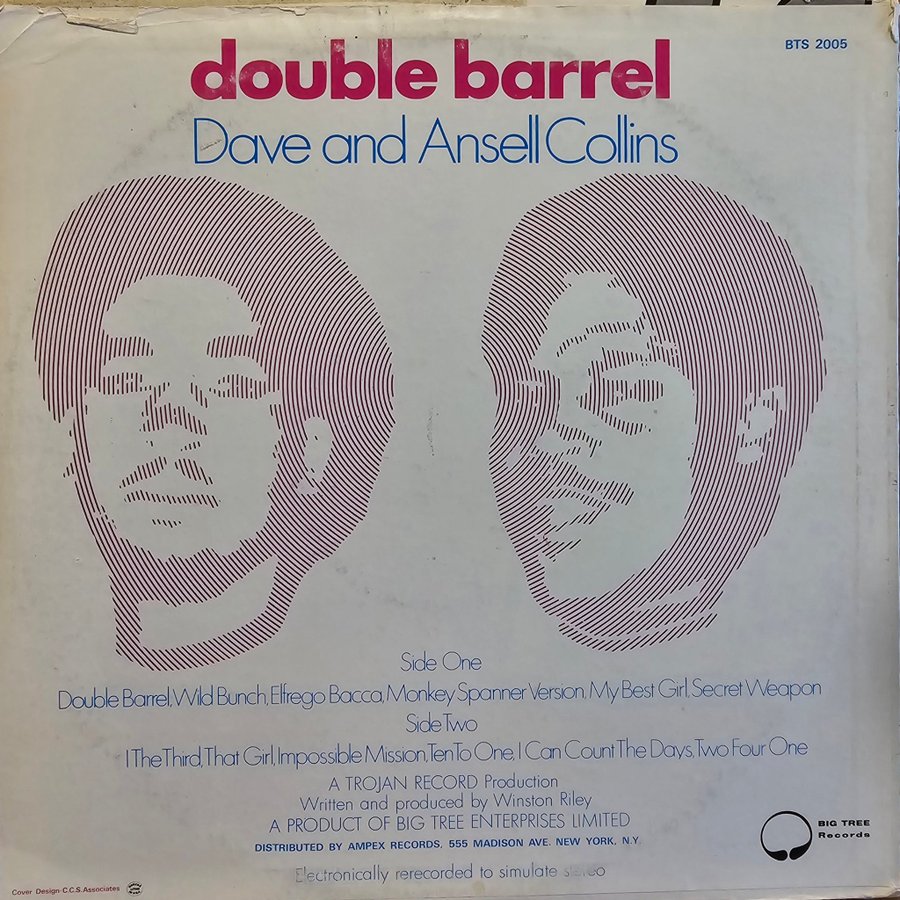 BTS 2005
double barrel
Dave and Ansell Collins
Side One
Double Barrel, Wild Bunch, Elfrego Bacca, Monkey Spanner Version, My Best Girl, Secret Weapon
Side Two
I The Third, That Girl, Impossible Mission, Ten To One, I Can Count The Days, Two Four One
A TROJAN RECORD Production
Written and produced by Winston Riley
A PRODUCT OF BIG TREE ENTERPRISES LIMITED
DISTRIBUTED BY AMPEX RECORDS, 555 MADISON AVE. NEW YORK, N.Y.
BIG TREE
Records
Electronically rerecorded to simulate stereo
Cover Design-C.C.S. Associates